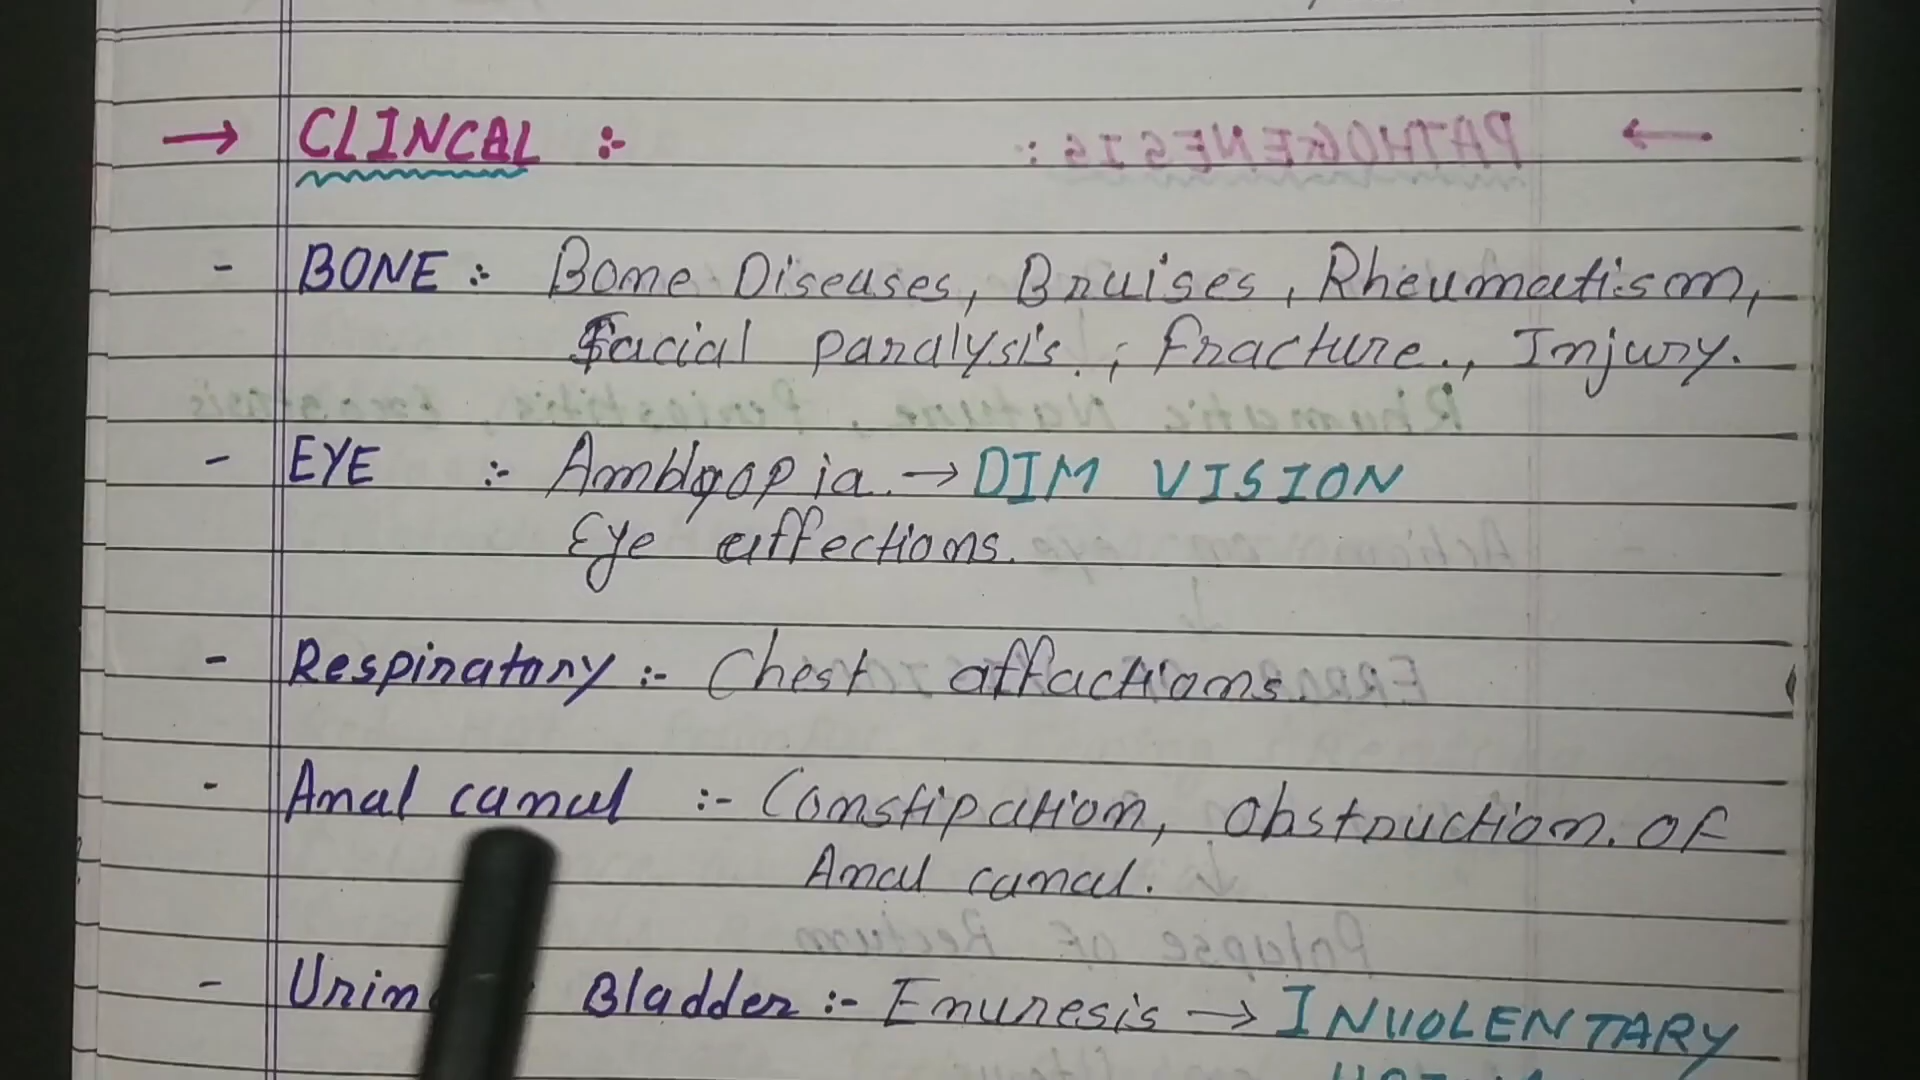 → CLINCAL :-
- BONE :- Bone Diseases, Bruises, Rheumatism,
Facial paralysis, Fracture., Injury.
- EYE :- Amblyopia → DIM VISION
Eye affections.
- Respiratory :- Chest affactions.
- Anal canal :- Constipation, Obstruction. OF
Anal canal.
- Bladder :- Enuresis → INVOLENTARY